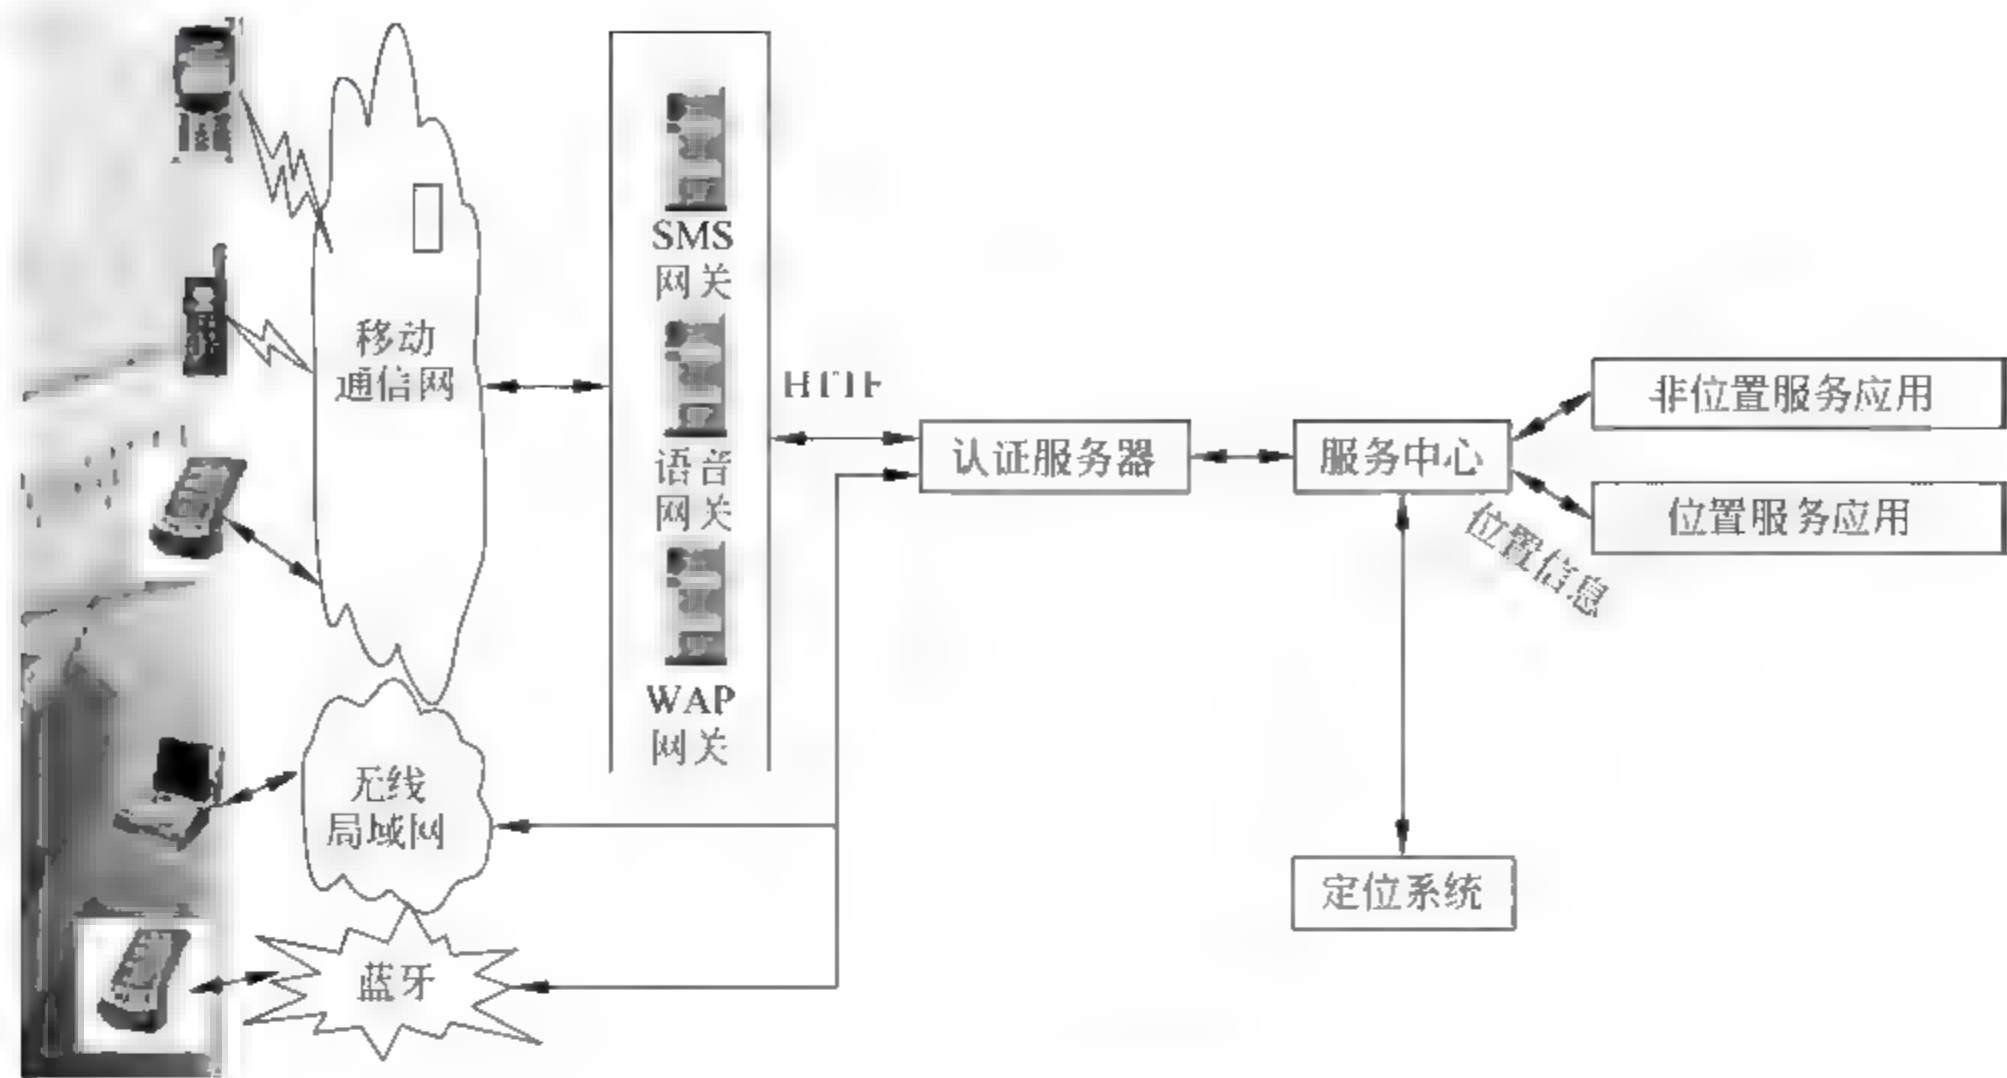 移动
通信网
SMS
网关
语音
网关
WAP
网关
认证服务器
服务中心
非位置服务应用
位置服务应用
位置信息
定位系统
无线
局域网
蓝牙